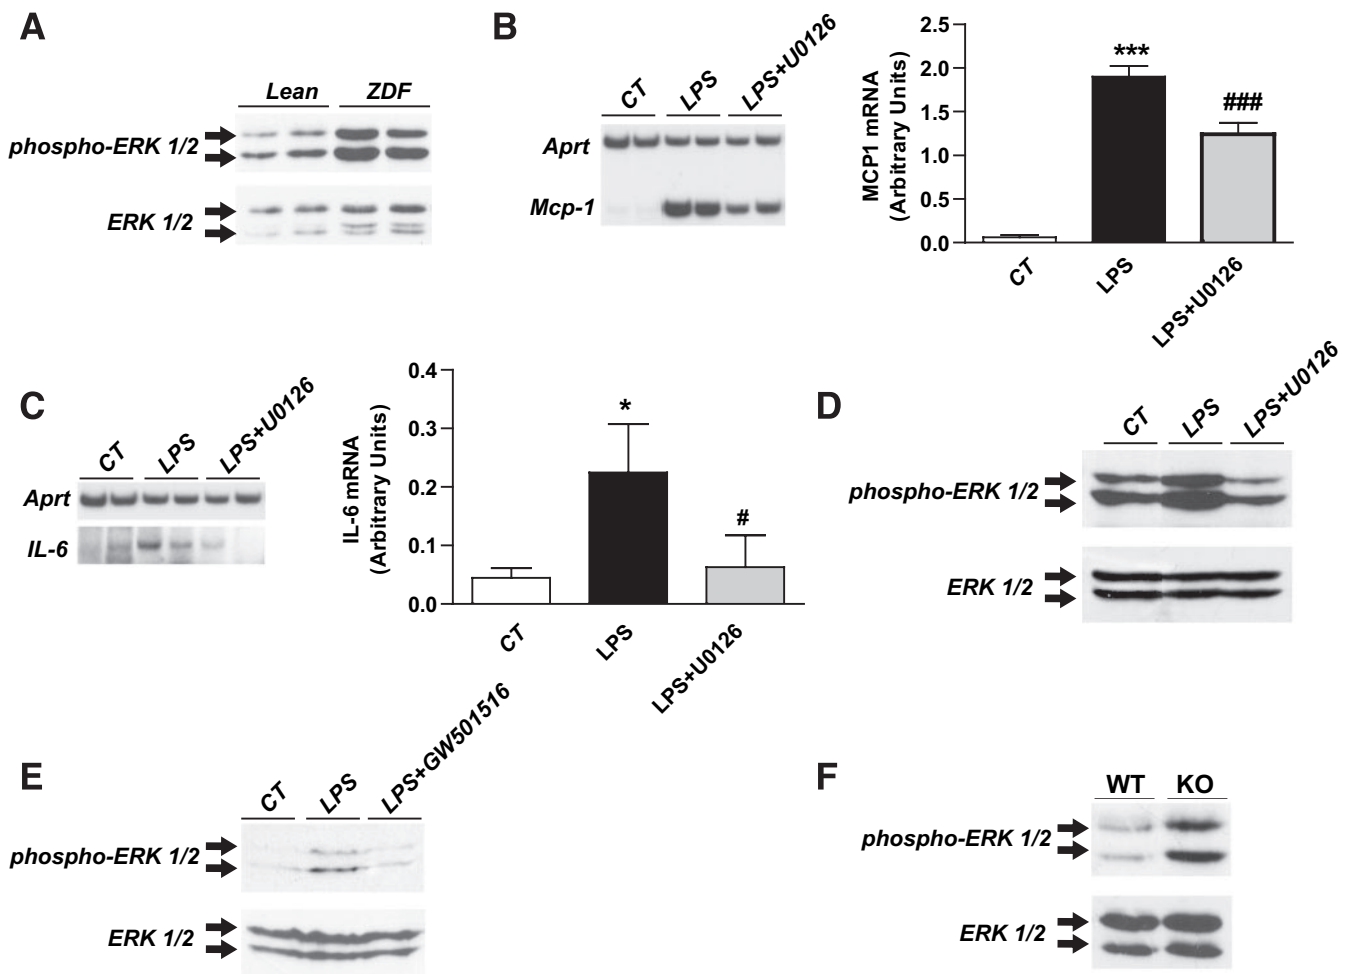 A
Lean ZDF
phospho-ERK 1/2
ERK 1/2
B
CT LPS LPS+U0126
Aprt
Mcp-1
MCP1 mRNA
(Arbitrary Units)
2.5
2.0
1.5
1.0
0.5
0.0
***
###
CT LPS LPS+U0126
C
CT LPS LPS+U0126
Aprt
IL-6
IL-6 mRNA
(Arbitrary Units)
0.4
0.3
0.2
0.1
0.0
*
#
CT LPS LPS+U0126
D
CT LPS LPS+U0126
phospho-ERK 1/2
ERK 1/2
E
CT LPS LPS+GW501516
phospho-ERK 1/2
ERK 1/2
F
WT KO
phospho-ERK 1/2
ERK 1/2